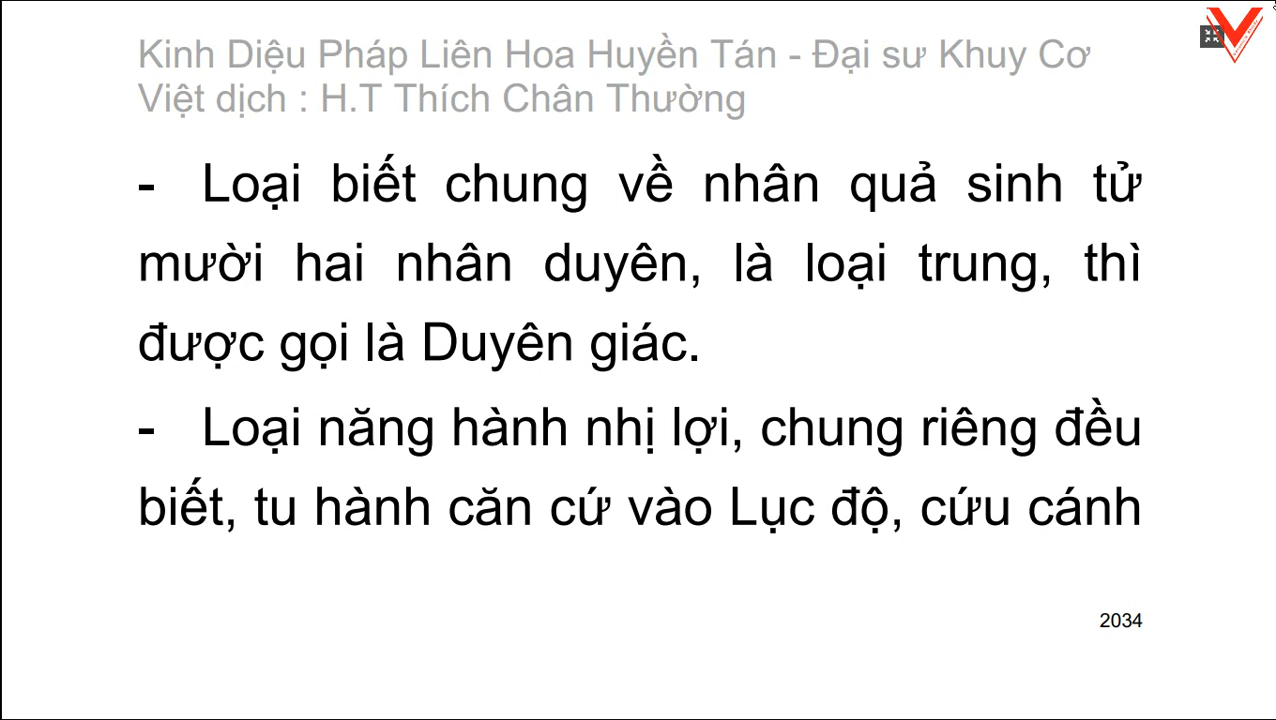 Kinh Diệu Pháp Liên Hoa Huyền Tán - Đại sư Khuy Cơ
Việt dịch : H.T Thích Chân Thường
- Loại biết chung về nhân quả sinh tử
mười hai nhân duyên, là loại trung, thì
được gọi là Duyên giác.
- Loại năng hành nhị lợi, chung riêng đều
biết, tu hành căn cứ vào Lục độ, cứu cánh
2034